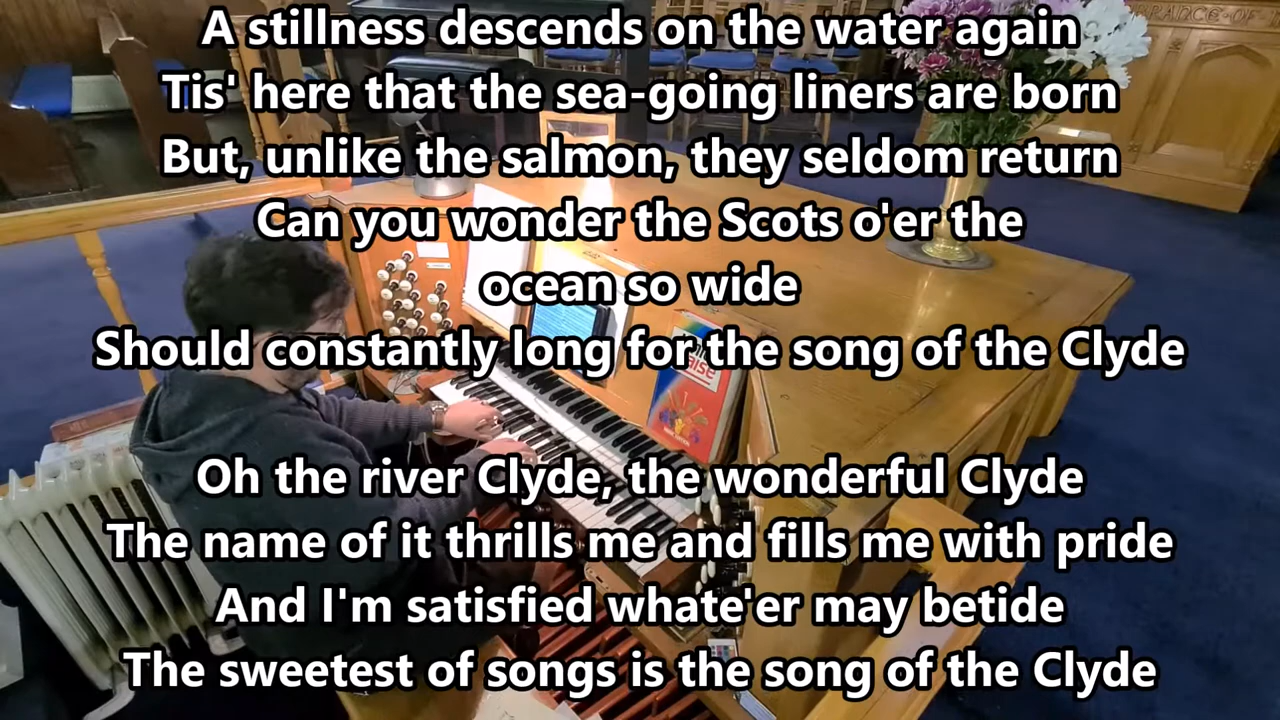 A stillness descends on the water again
Tis' here that the sea-going liners are born
But, unlike the salmon, they seldom return
Can you wonder the Scots o'er the
ocean so wide
Should constantly long for the song of the Clyde
Oh the river Clyde, the wonderful Clyde
The name of it thrills me and fills me with pride
And I'm satisfied whate'er may betide
The sweetest of songs is the song of the Clyde